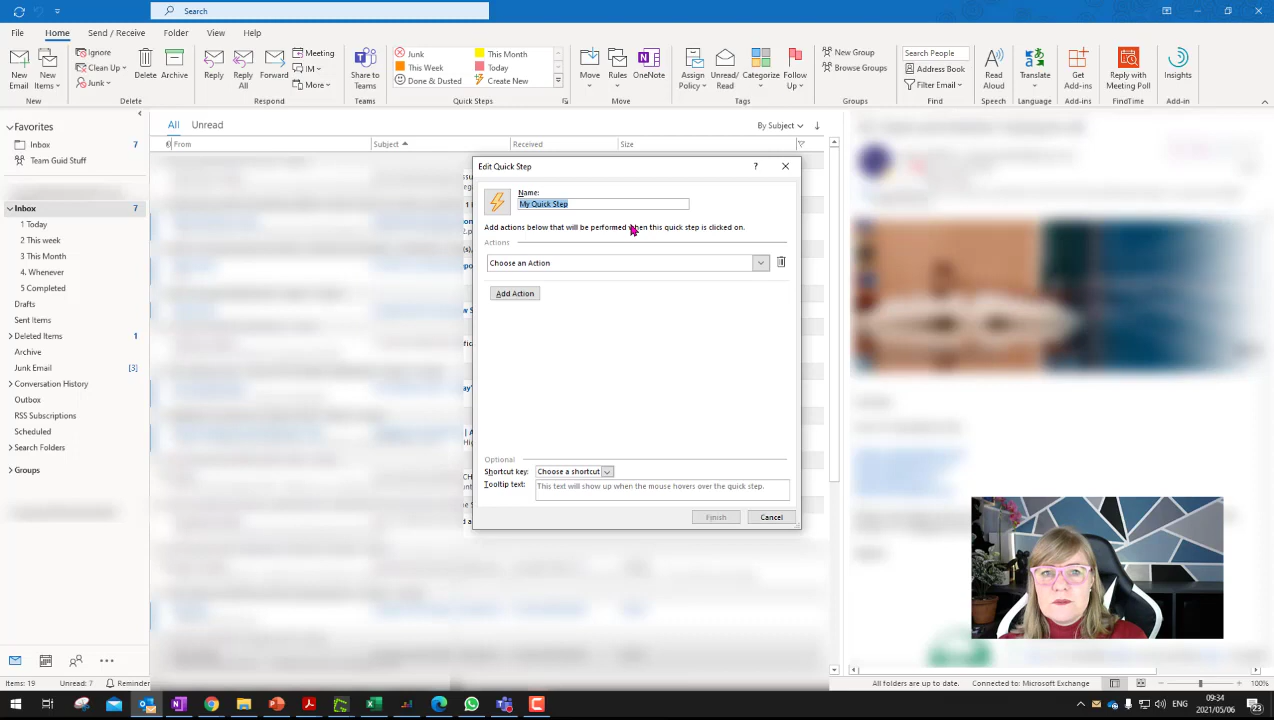 Search
File Home Send / Receive Folder View Help
New Email
New Items
Ignore
Clean Up
Junk
Delete
Archive
Reply
Reply All
Forward
Meeting
IM
More
Share to Teams
Junk This Month
This Week Today
Done & Dusted Create New
Move
Rules
OneNote
Assign Policy
Unread/ Read
Categorize
Follow Up
New Group
Browse Groups
Search People
Address Book
Filter Email
Read Aloud
Translate
Get Add-ins
Reply with Meeting Poll
Insights
New Delete Respond Teams Quick Steps Move Tags Groups Find Speech Language Add-ins FindTime Add-in
Favorites
Inbox 7
Team Guid Stuff
Inbox 7
1 Today
2 This week
3 This Month
4. Whenever
5 Completed
Drafts
Sent Items
Deleted Items 1
Archive
Junk Email [3]
Conversation History
Outbox
RSS Subscriptions
Scheduled
Search Folders
Groups
All Unread By Subject
From Subject Received Size
Edit Quick Step ?
Name:
My Quick Step
Add actions below that will be performed when this quick step is clicked on.
Actions
Choose an Action
Add Action
Optional
Shortcut key: Choose a shortcut
Tooltip text: This text will show up when the mouse hovers over the quick step.
Finish Cancel
Items: 19 Unread: 7 Reminder
All folders are up to date. Connected to: Microsoft Exchange 100%
09:34
2021/05/06
23